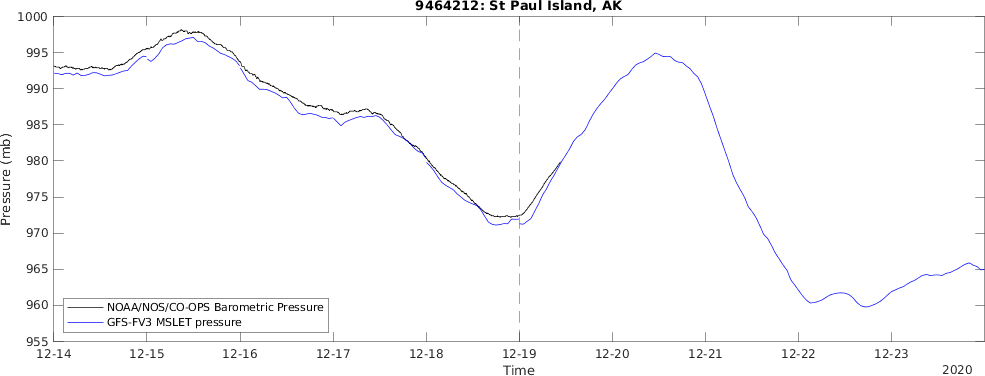 9464212: St Paul Island, AK
1000
995
990
985
980
975
970
965
960
955
Pressure (mb)
NOAA/NOS/CO-OPS Barometric Pressure
GFS-FV3 MSLET pressure
12-14 12-15 12-16 12-17 12-18 12-19 12-20 12-21 12-22 12-23
Time
2020